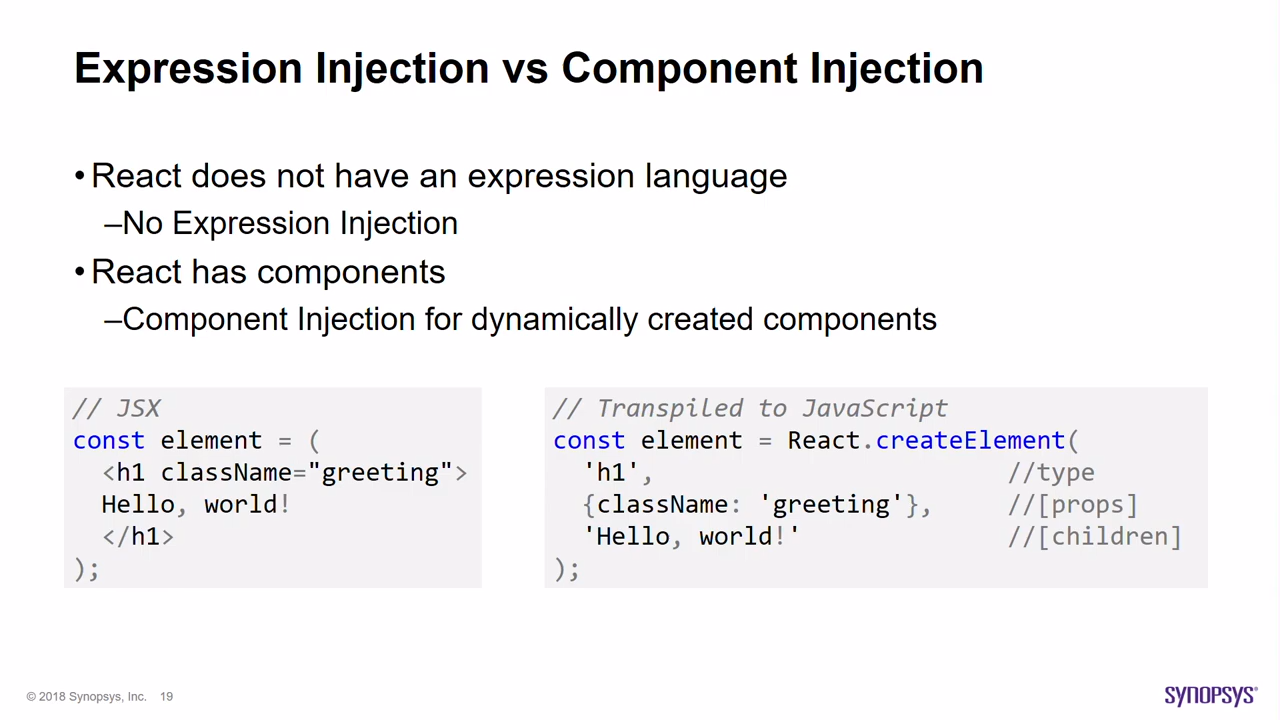 Expression Injection vs Component Injection
•React does not have an expression language
–No Expression Injection
•React has components
–Component Injection for dynamically created components
// JSX
const element = (
  <h1 className="greeting">
  Hello, world!
  </h1>
);
// Transpiled to JavaScript
const element = React.createElement(
  'h1', //type
  {className: 'greeting'}, //[props]
  'Hello, world!' //[children]
);
© 2018 Synopsys, Inc. 19
SYNOPSYS®